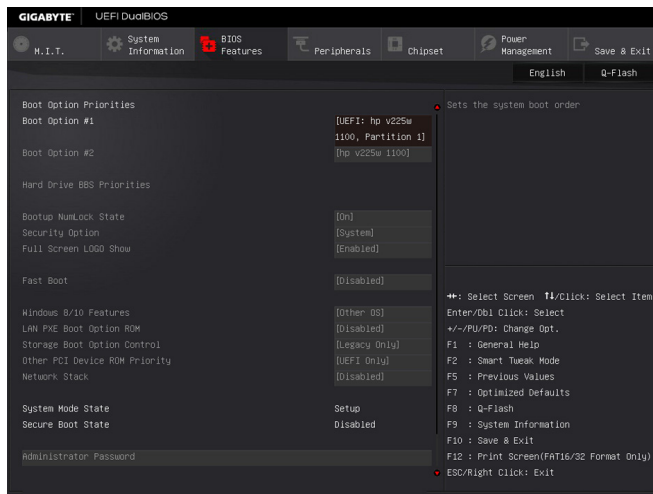 GIGABYTE™ UEFI DualBIOS
M.I.T. System Information BIOS Features Peripherals Chipset Power Management Save & Exit
English Q-Flash
Boot Option Priorities
Boot Option #1 [UEFI: hp v225w 1100, Partition 1]
Boot Option #2 [hp v225w 1100]
Hard Drive BBS Priorities
Bootup NumLock State [On]
Security Option [System]
Full Screen LOGO Show [Enabled]
Fast Boot [Disabled]
Windows 8/10 Features [Other OS]
LAN PXE Boot Option ROM [Disabled]
Storage Boot Option Control [Legacy Only]
Other PCI Device ROM Priority [UEFI Only]
Network Stack [Disabled]
System Mode State Setup
Secure Boot State Disabled
Administrator Password
Sets the system boot order
→←: Select Screen ↑↓/Click: Select Item
Enter/Dbl Click: Select
+/-/PU/PD: Change Opt.
F1 : General Help
F2 : Smart Tweak Mode
F5 : Previous Values
F7 : Optimized Defaults
F8 : Q-Flash
F9 : System Information
F10 : Save & Exit
F12 : Print Screen(FAT16/32 Format Only)
ESC/Right Click: Exit